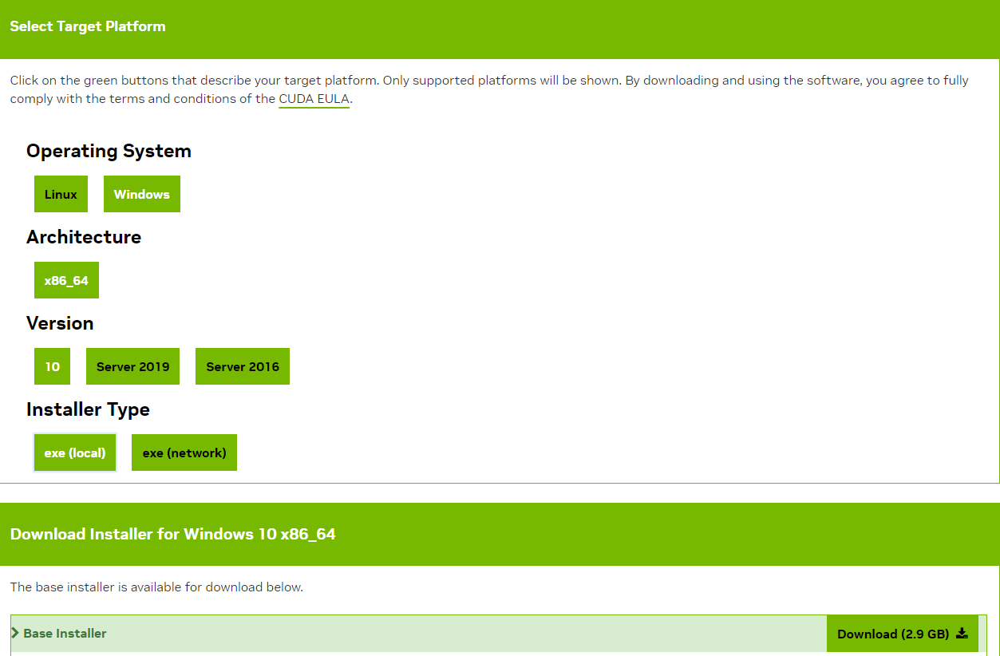 Select Target Platform
Click on the green buttons that describe your target platform. Only supported platforms will be shown. By downloading and using the software, you agree to fully
comply with the terms and conditions of the CUDA EULA.
Operating System
Linux Windows
Architecture
x86_64
Version
10 Server 2019 Server 2016
Installer Type
exe (local) exe (network)
Download Installer for Windows 10 x86_64
The base installer is available for download below.
Base Installer Download (2.9 GB)